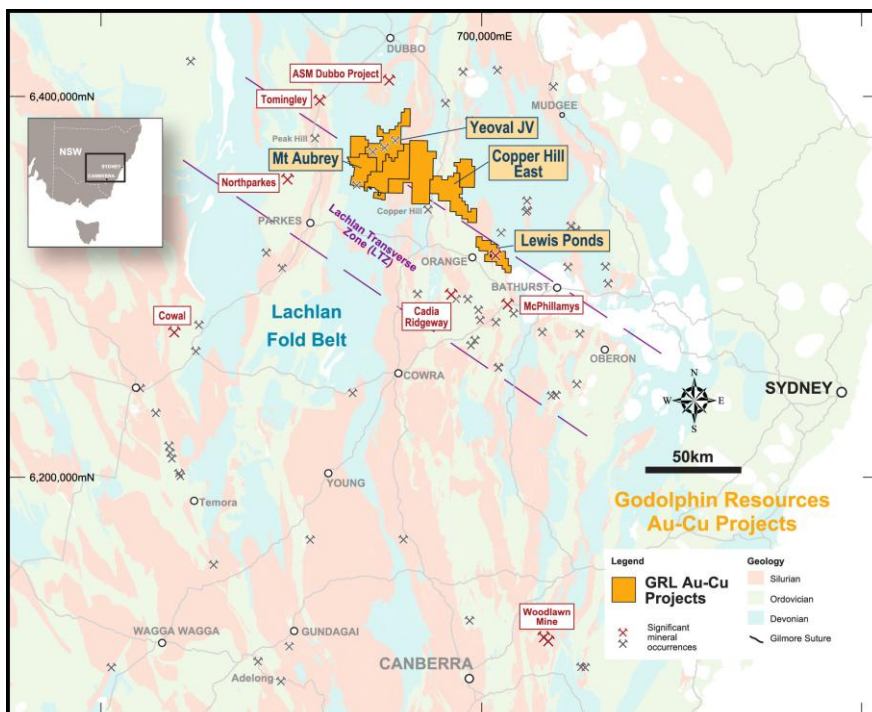 700,000mE
DUBBO
ASM Dubbo Project
6,400,000mN
Tomingley
MUDGEE
NSW
SYDNEY
CANBERRA
Peak Hill
Yeoval JV
Mt Aubrey
Copper Hill
East
Northparkes
Copper Hill
PARKES
Lachlan Transverse
Zone (LTZ)
Lewis Ponds
ORANGE
BATHURST
Cadia
Ridgeway
McPhillamys
Cowal
Lachlan
Fold Belt
OBERON
COWRA
N
W
E
S
SYDNEY
50km
6,200,000mN
YOUNG
Temora
Godolphin Resources
Au-Cu Projects
Legend
GRL Au-Cu
Projects
Significant
mineral
occurrences
Geology
Silurian
Ordovician
Devonian
Gilmore Suture
Woodlawn
Mine
WAGGA WAGGA
GUNDAGAI
CANBERRA
Adelong